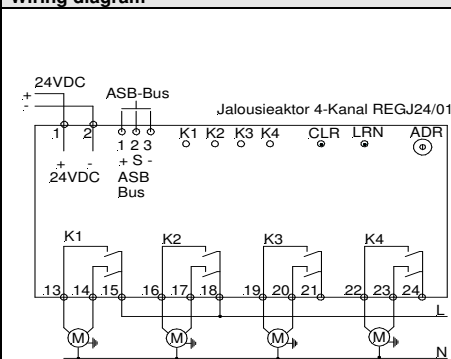 Wiring diagram
24VDC
+
-
ASB-Bus
Jalousieaktor 4-Kanal REGJ24/01
1 2 1 2 3 K1 K2 K3 K4 CLR LRN ADR
+ - + S -
24VDC ASB
Bus
K1 K2 K3 K4
13 14 15 16 17 18 19 20 21 22 23 24
L
M M M M
N